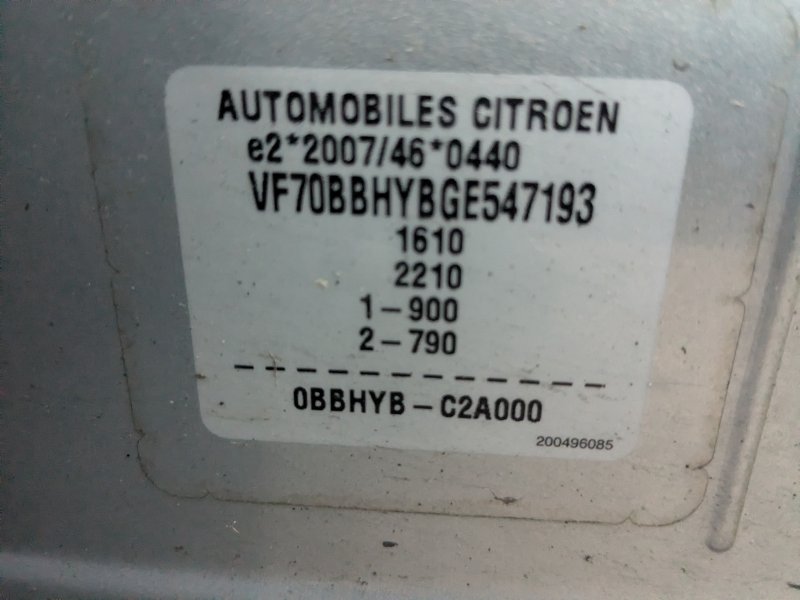 AUTOMOBILES CITROEN
e2*2007/46*0440
VF70BBHYBGE547193
1610
2210
1-900
2-790
0BBHYB-C2A000
200496085